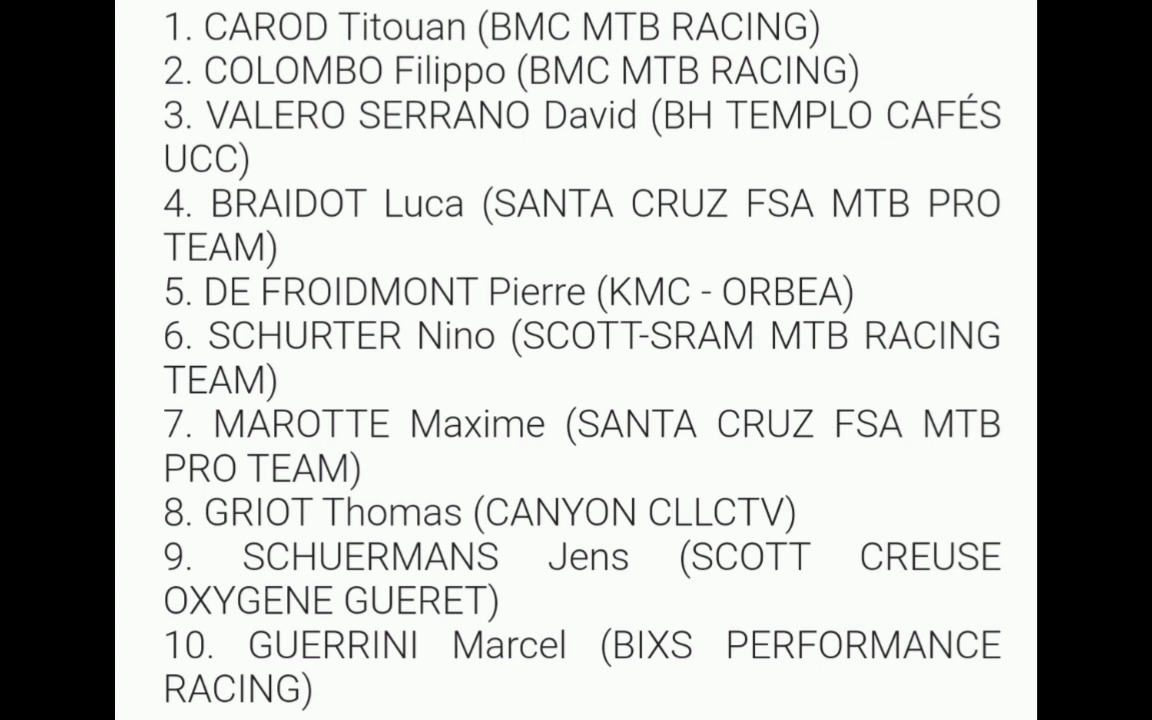 1. CAROD Titouan (BMC MTB RACING)
2. COLOMBO Filippo (BMC MTB RACING)
3. VALERO SERRANO David (BH TEMPLO CAFÉS
UCC)
4. BRAIDOT Luca (SANTA CRUZ FSA MTB PRO
TEAM)
5. DE FROIDMONT Pierre (KMC - ORBEA)
6. SCHURTER Nino (SCOTT-SRAM MTB RACING
TEAM)
7. MAROTTE Maxime (SANTA CRUZ FSA MTB
PRO TEAM)
8. GRIOT Thomas (CANYON CLLCTV)
9. SCHUERMANS Jens (SCOTT CREUSE
OXYGENE GUERET)
10. GUERRINI Marcel (BIXS PERFORMANCE
RACING)